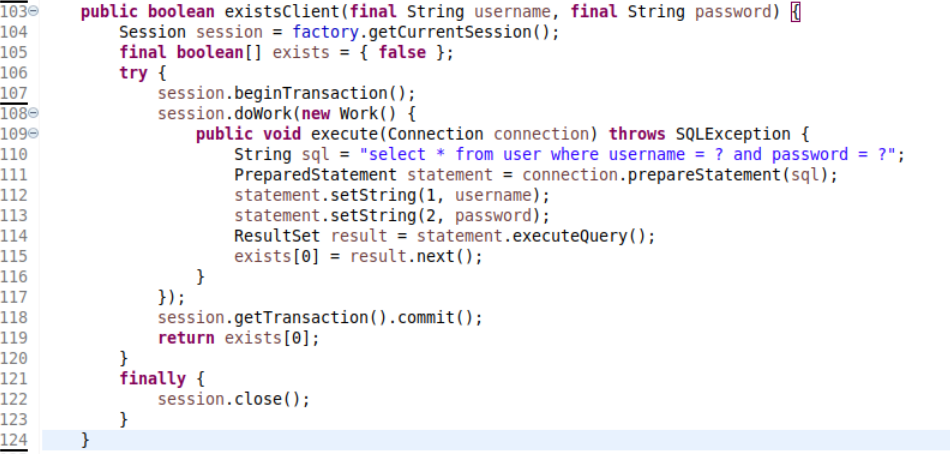 103 public boolean existsClient(final String username, final String password) {
104 Session session = factory.getCurrentSession();
105 final boolean[] exists = { false };
106 try {
107 session.beginTransaction();
108 session.doWork(new Work() {
109 public void execute(Connection connection) throws SQLException {
110 String sql = "select * from user where username = ? and password = ?";
111 PreparedStatement statement = connection.prepareStatement(sql);
112 statement.setString(1, username);
113 statement.setString(2, password);
114 ResultSet result = statement.executeQuery();
115 exists[0] = result.next();
116 }
117 });
118 session.getTransaction().commit();
119 return exists[0];
120 }
121 finally {
122 session.close();
123 }
124 }